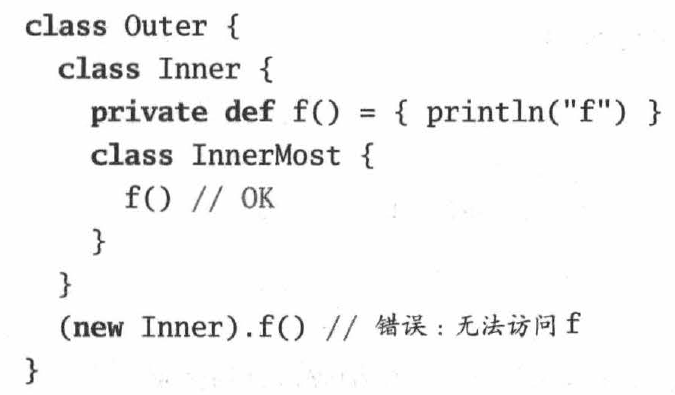 class Outer {
  class Inner {
    private def f() = { println("f") }
    class InnerMost {
      f() // OK
    }
  }
  (new Inner).f() // 错误：无法访问 f
}